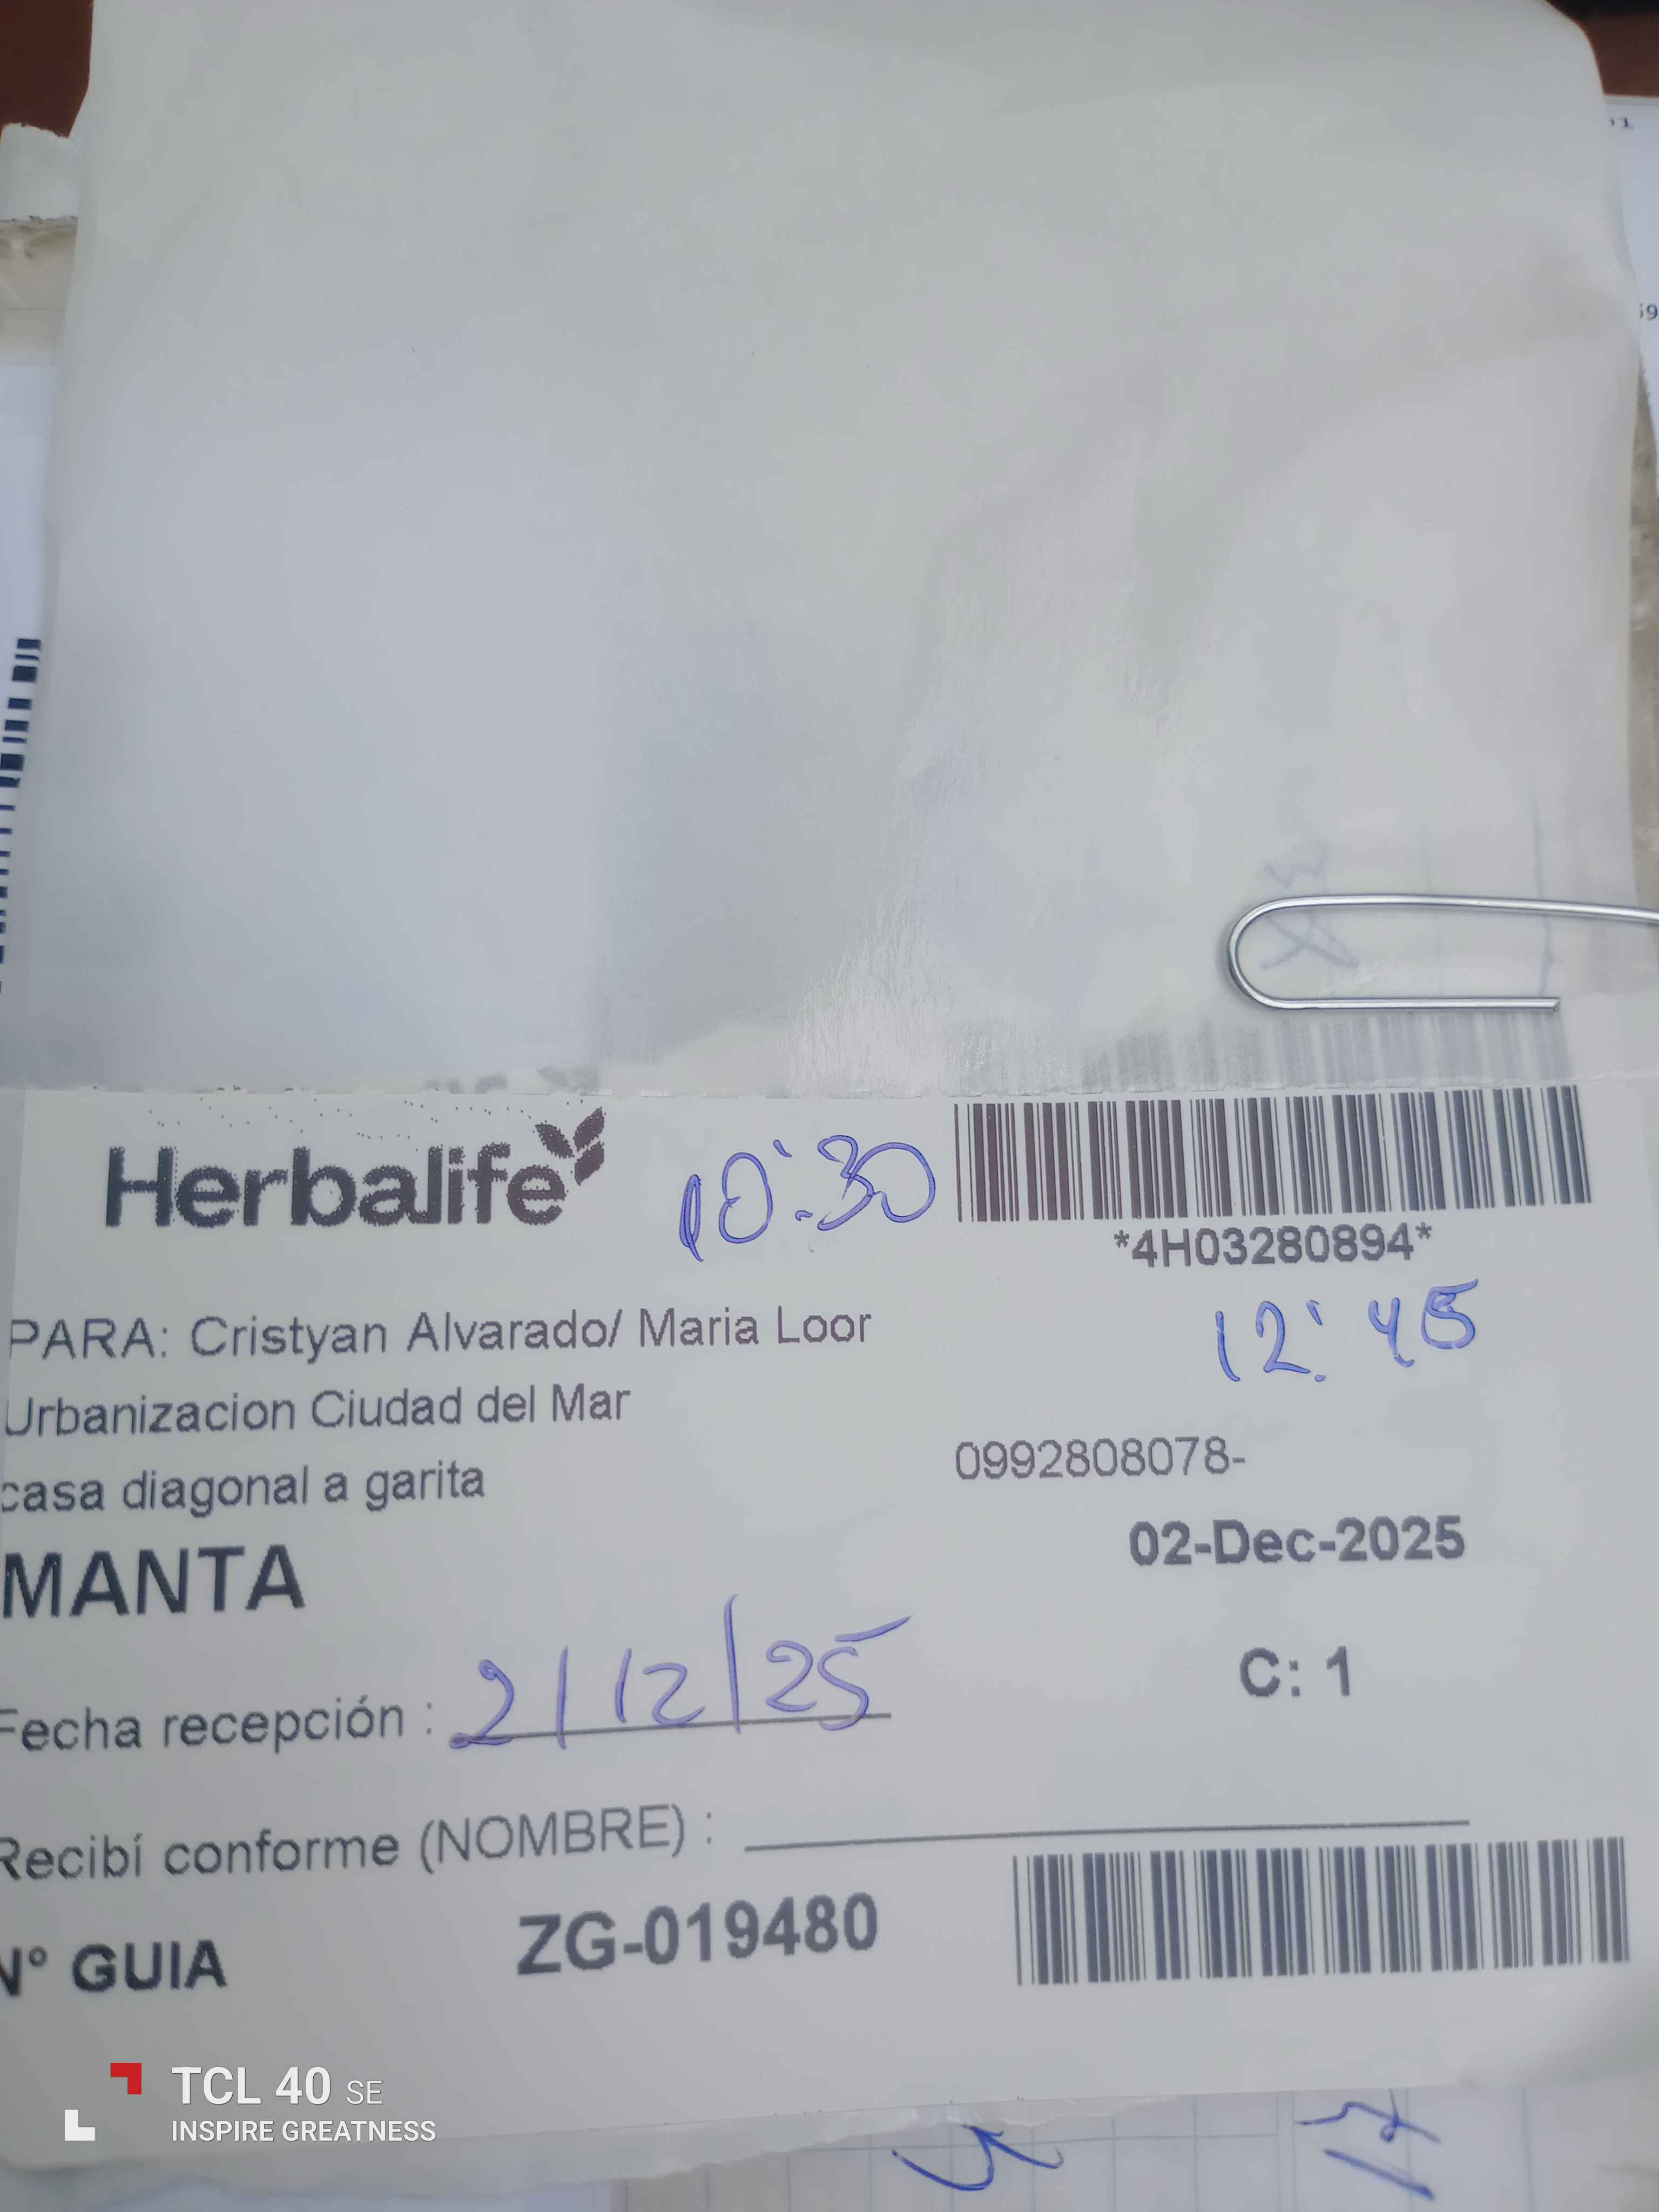 Herbalife 10:30
*4H03280894*
12:45
PARA: Cristyan Alvarado/ Maria Loor
Urbanizacion Ciudad del Mar
casa diagonal a garita
0992808078-
MANTA
02-Dec-2025
C: 1
Fecha recepción : 2/12/25
Recibí conforme (NOMBRE) :
N° GUIA ZG-019480
TCL 40 SE
INSPIRE GREATNESS